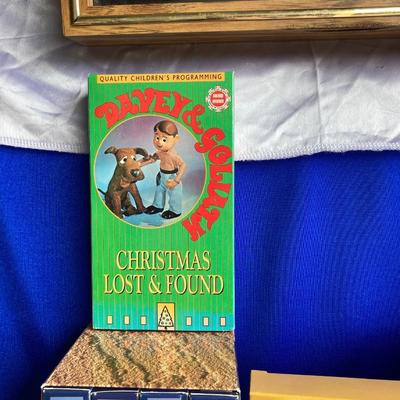 QUALITY CHILDREN'S PROGRAMMING
DAVEY & GOLIATH
CHRISTMAS
LOST & FOUND